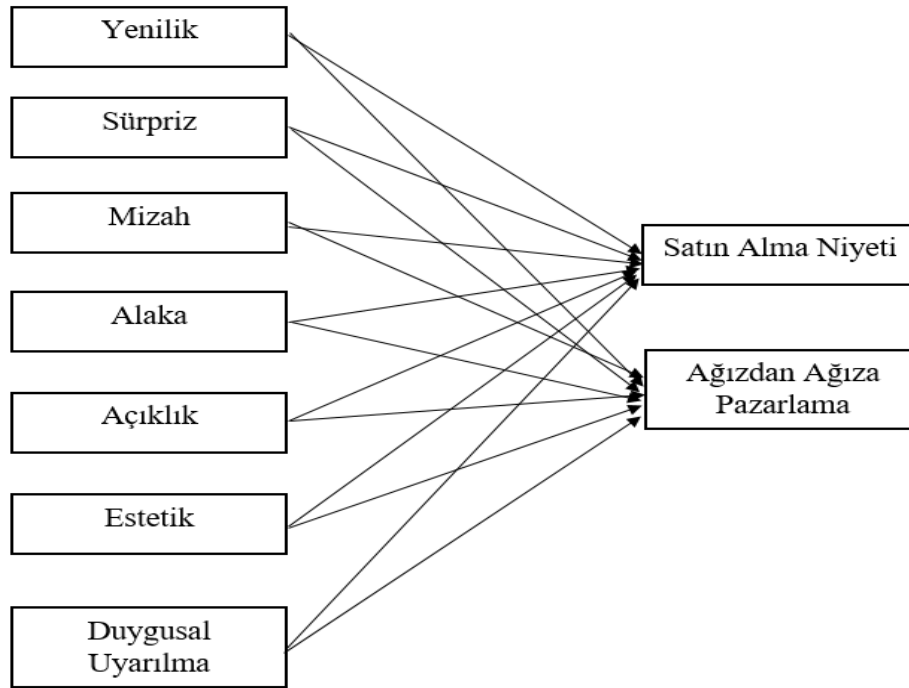 Yenilik
Sürpriz
Mizah
Alaka
Açıklık
Estetik
Duygusal
Uyarılma
Satın Alma Niyeti
Ağızdan Ağıza
Pazarlama